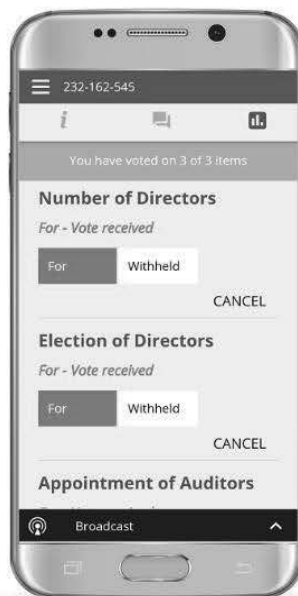 232-162-545
i
You have voted on 3 of 3 items
Number of Directors
For - Vote received
For Withheld
CANCEL
Election of Directors
For - Vote received
For Withheld
CANCEL
Appointment of Auditors
Broadcast